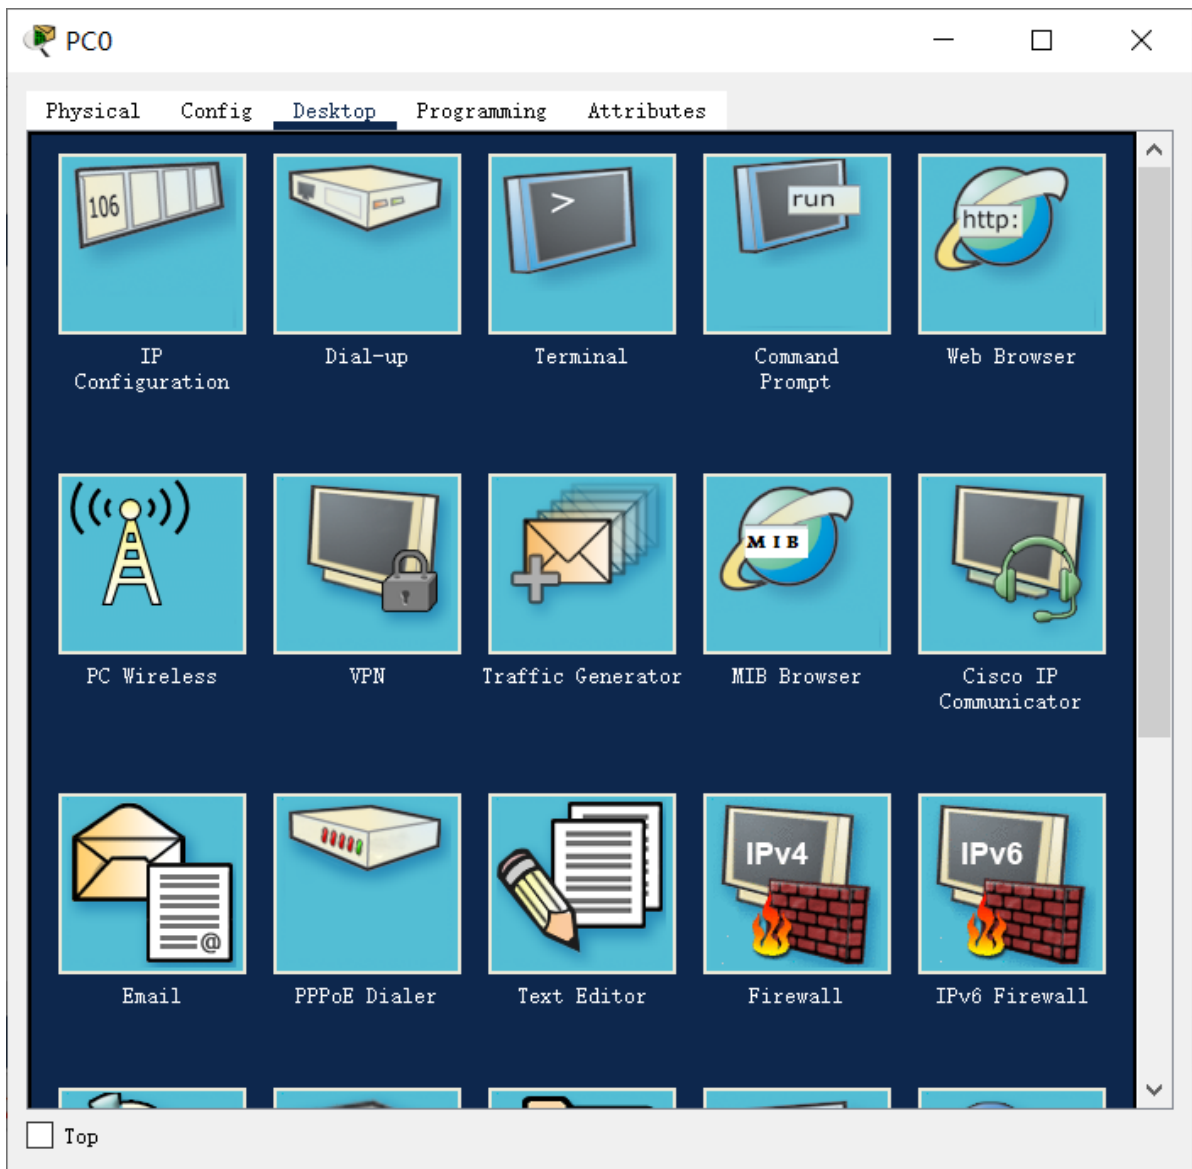 PC0
Physical Config Desktop Programming Attributes
106
>
run
http:
IP
Configuration
Dial-up
Terminal
Command
Prompt
Web Browser
MIB
PC Wireless
VPN
Traffic Generator
MIB Browser
Cisco IP
Communicator
@
IPv4
IPv6
Email
PPPoE Dialer
Text Editor
Firewall
IPv6 Firewall
Top